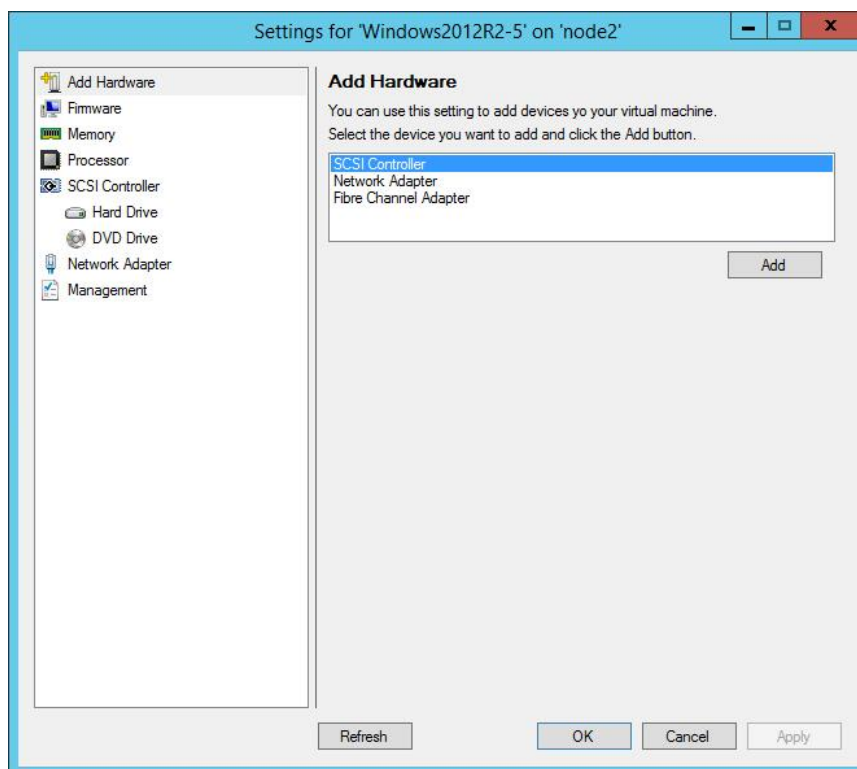 Settings for 'Windows2012R2-5' on 'node2'
Add Hardware
Firmware
Memory
Processor
SCSI Controller
Hard Drive
DVD Drive
Network Adapter
Management
Add Hardware
You can use this setting to add devices yo your virtual machine.
Select the device you want to add and click the Add button.
SCSI Controller
Network Adapter
Fibre Channel Adapter
Add
Refresh
OK
Cancel
Apply